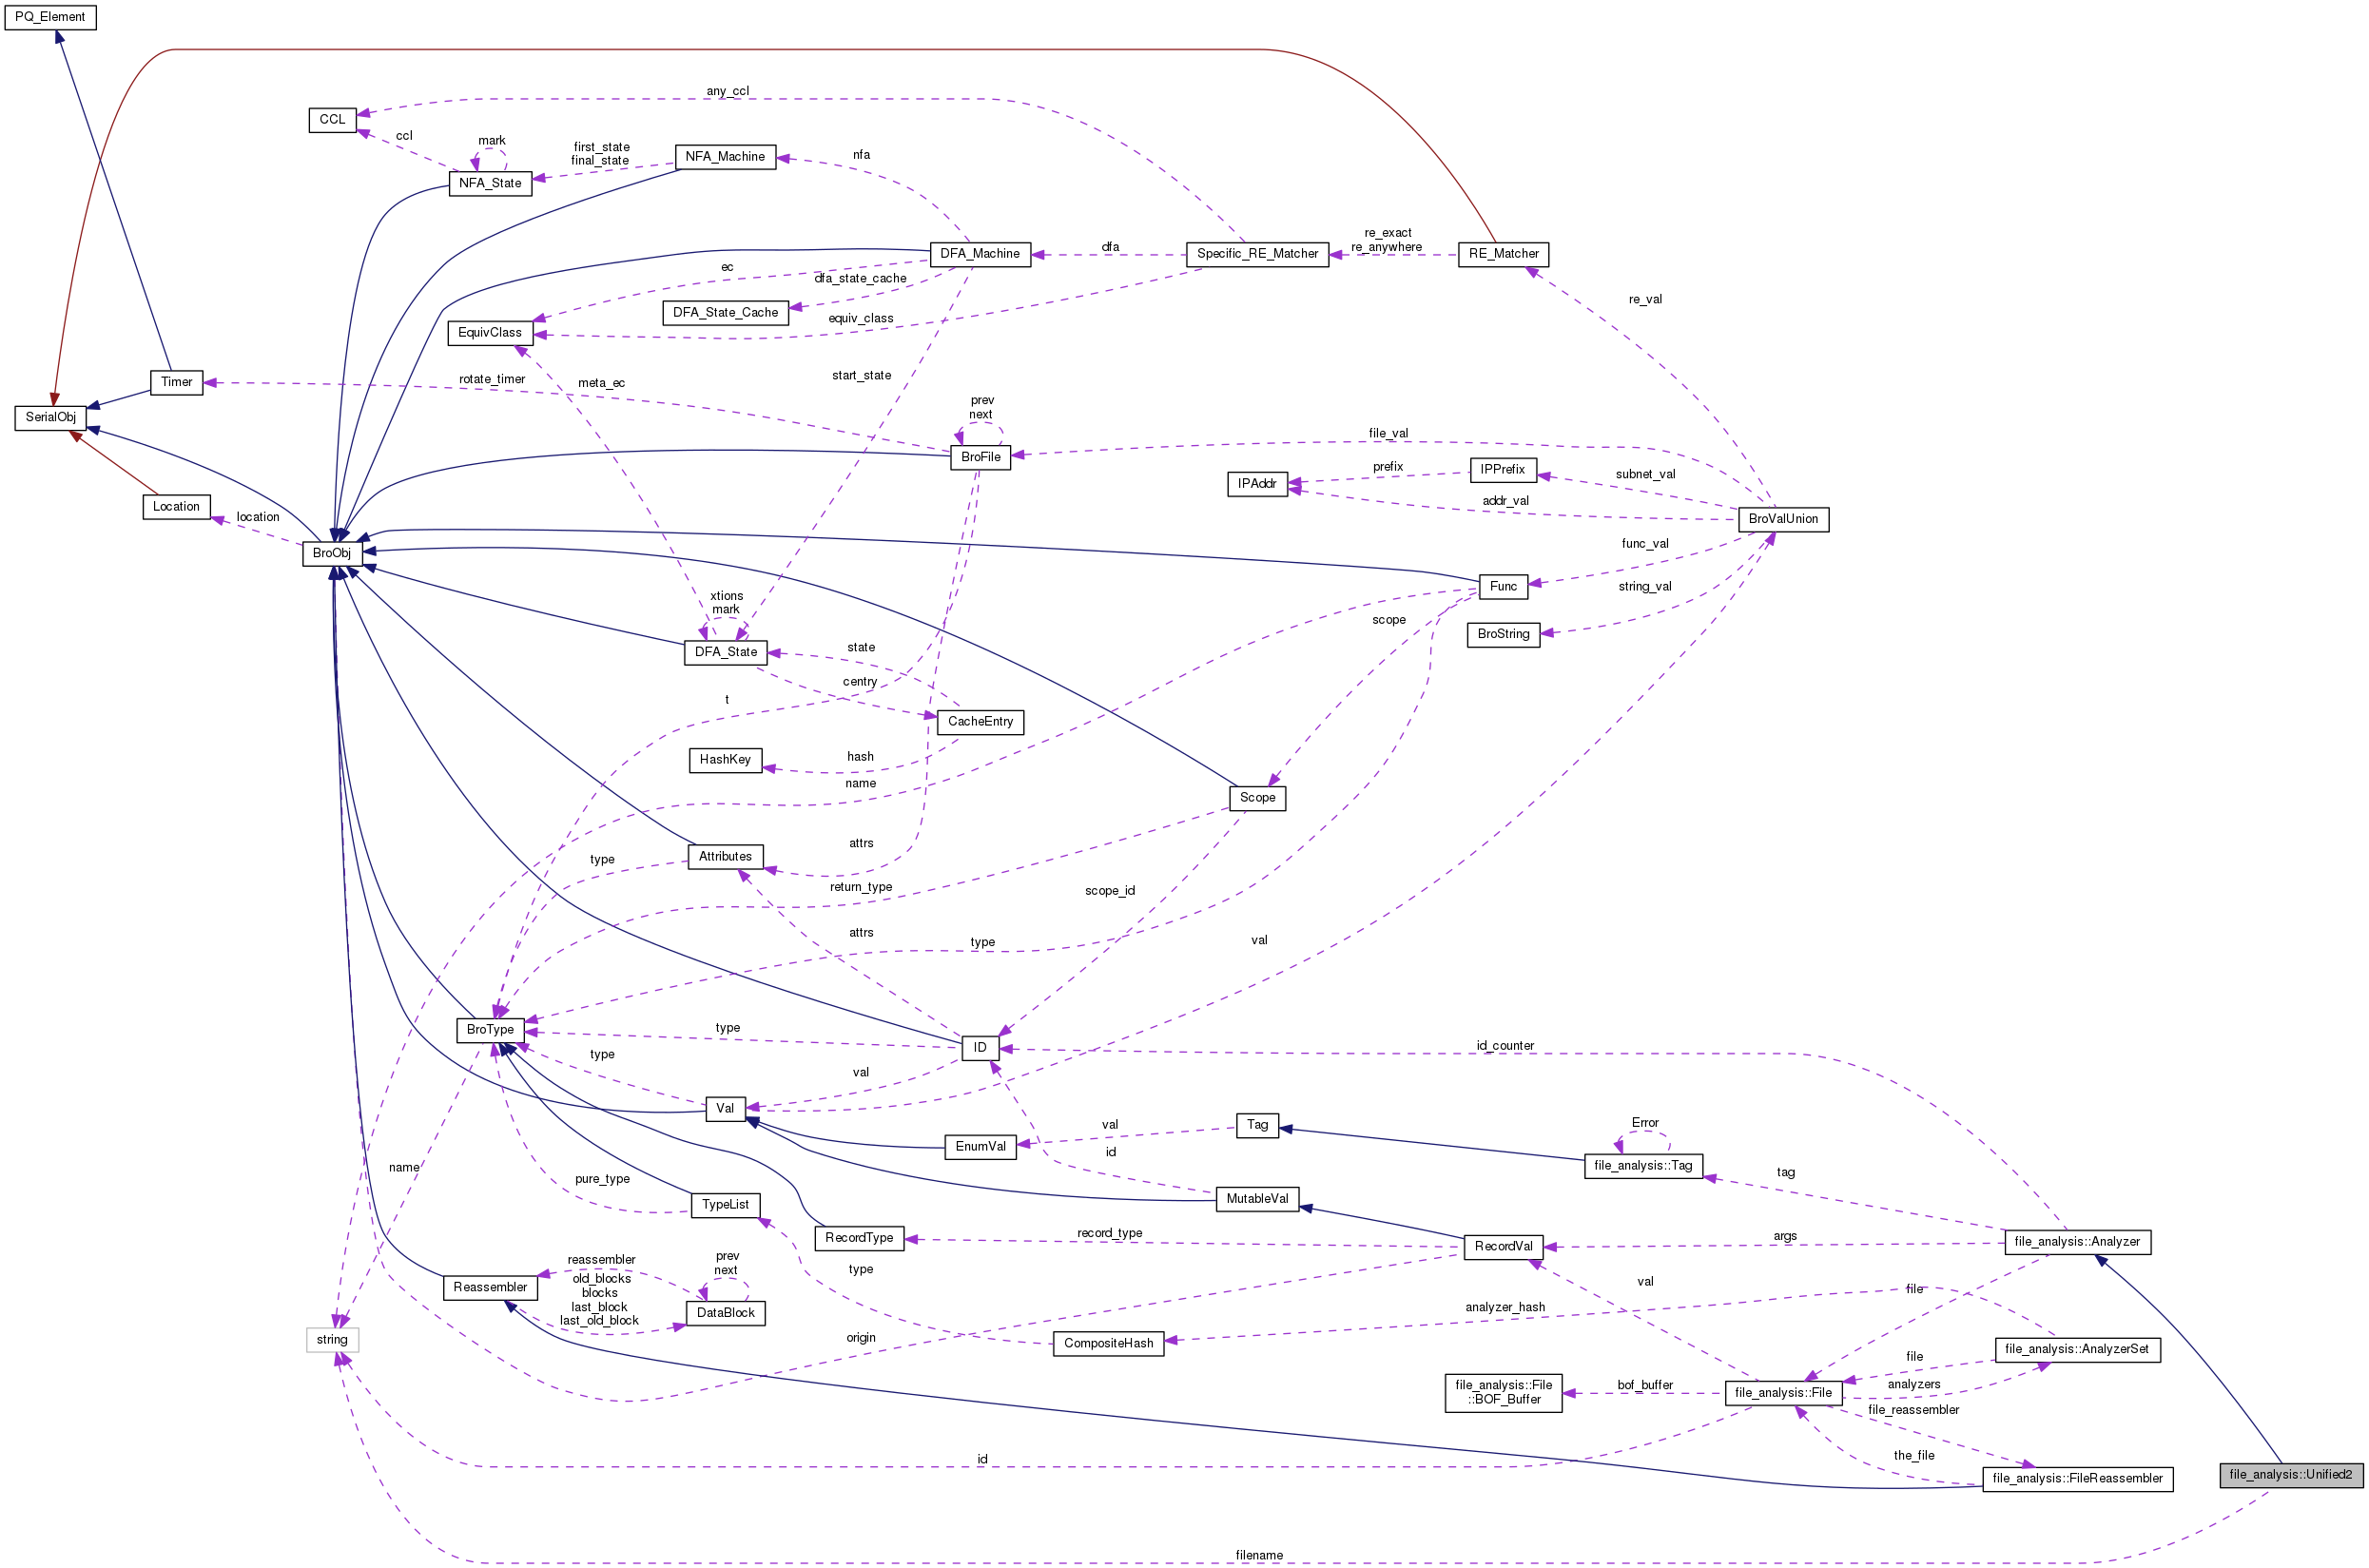 PQ_Element
any_ccl
CCL
ccl
mark
first_state
final_state
NFA_Machine
nfa
NFA_State
re_exact
re_anywhere
DFA_Machine
dfa
Specific_RE_Matcher
RE_Matcher
ec
dfa_state_cache
re_val
DFA_State_Cache
equiv_class
EquivClass
Timer
rotate_timer
meta_ec
start_state
prev
next
SerialObj
file_val
BroFile
prefix
IPPrefix
subnet_val
IPAddr
addr_val
Location
location
BroValUnion
BroObj
func_val
Func
string_val
xtions
mark
scope
BroString
DFA_State
state
centry
t
CacheEntry
HashKey
hash
name
Scope
Attributes
type
attrs
return_type
scope_id
attrs
type
val
BroType
type
ID
id_counter
type
val
Val
Tag
val
Error
EnumVal
id
file_analysis::Tag
tag
name
pure_type
TypeList
MutableVal
RecordType
record_type
RecordVal
args
file_analysis::Analyzer
reassembler
prev
next
type
val
file
Reassembler
old_blocks
blocks
last_block
last_old_block
DataBlock
analyzer_hash
string
origin
CompositeHash
file_analysis::AnalyzerSet
file
file_analysis::File
::BOF_Buffer
bof_buffer
file_analysis::File
analyzers
file_reassembler
id
the_file
file_analysis::FileReassembler
file_analysis::Unified2
filename